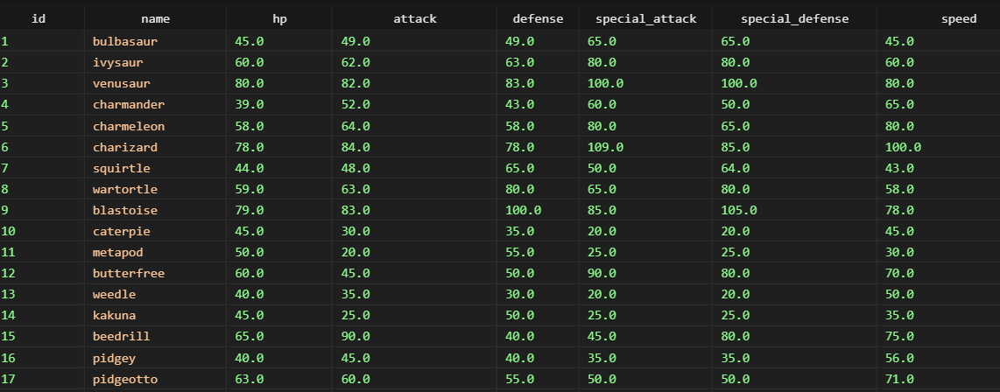 id name hp attack defense special_attack special_defense speed
1 bulbasaur 45.0 49.0 49.0 65.0 65.0 45.0
2 ivysaur 60.0 62.0 63.0 80.0 80.0 60.0
3 venusaur 80.0 82.0 83.0 100.0 100.0 80.0
4 charmander 39.0 52.0 43.0 60.0 50.0 65.0
5 charmeleon 58.0 64.0 58.0 80.0 65.0 80.0
6 charizard 78.0 84.0 78.0 109.0 85.0 100.0
7 squirtle 44.0 48.0 65.0 50.0 64.0 43.0
8 wartortle 59.0 63.0 80.0 65.0 80.0 58.0
9 blastoise 79.0 83.0 100.0 85.0 105.0 78.0
10 caterpie 45.0 30.0 35.0 20.0 20.0 45.0
11 metapod 50.0 20.0 55.0 25.0 25.0 30.0
12 butterfree 60.0 45.0 50.0 90.0 80.0 70.0
13 weedle 40.0 35.0 30.0 20.0 20.0 50.0
14 kakuna 45.0 25.0 50.0 25.0 25.0 35.0
15 beedrill 65.0 90.0 40.0 45.0 80.0 75.0
16 pidgey 40.0 45.0 40.0 35.0 35.0 56.0
17 pidgeotto 63.0 60.0 55.0 50.0 50.0 71.0